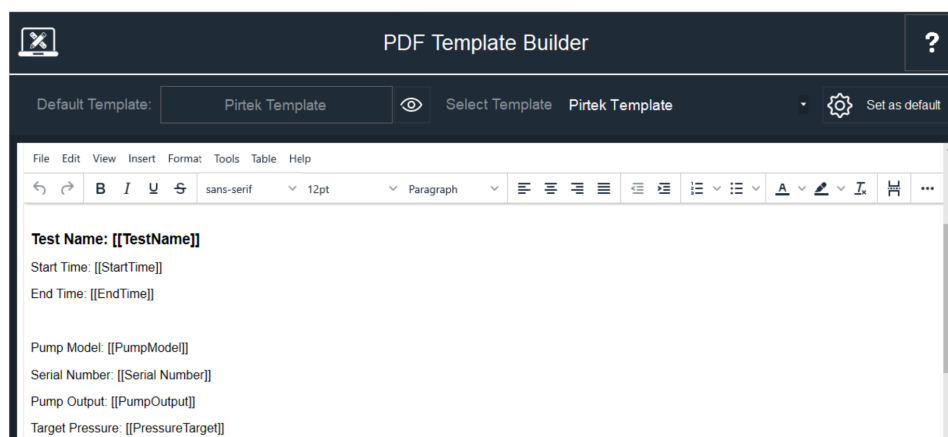 PDF Template Builder
?
Default Template: Pirtek Template Select Template Pirtek Template Set as default
File Edit View Insert Format Tools Table Help
B I U S sans-serif 12pt Paragraph A
Test Name: [[TestName]]
Start Time: [[StartTime]]
End Time: [[EndTime]]
Pump Model: [[PumpModel]]
Serial Number: [[Serial Number]]
Pump Output: [[PumpOutput]]
Target Pressure: [[PressureTarget]]